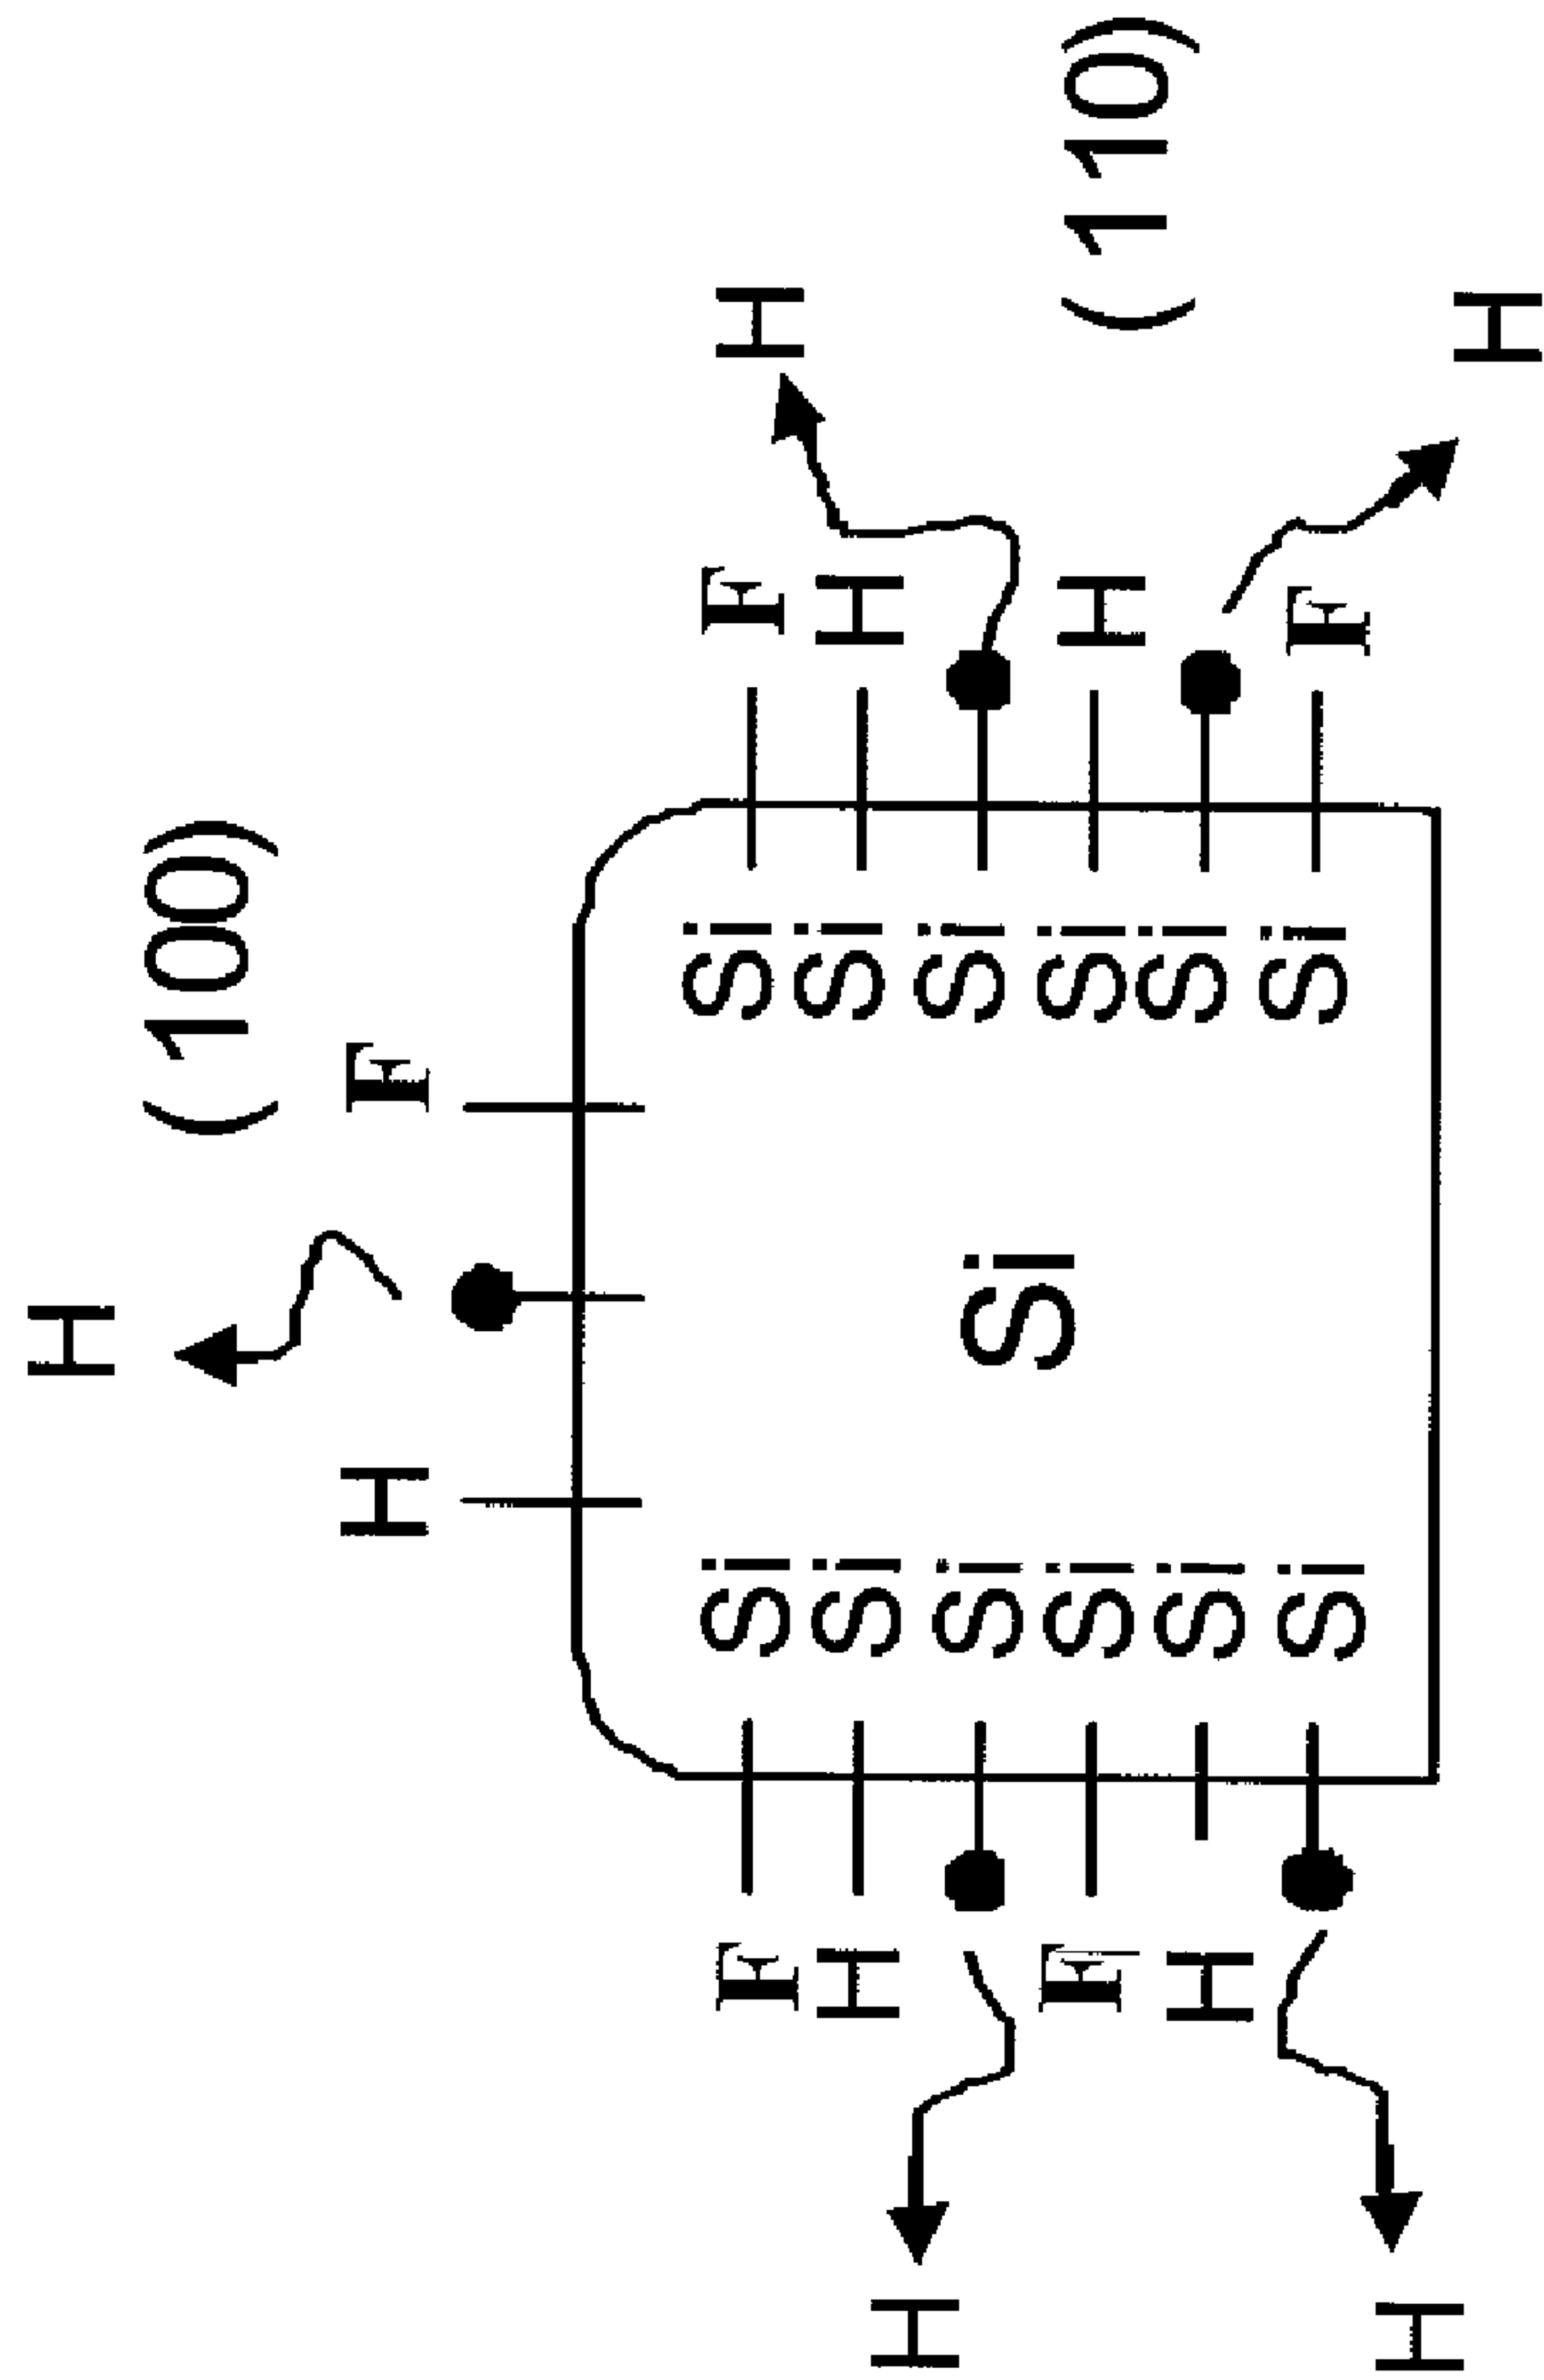 H
(100)
H F
F Si Si F H
H Si Si H
H Si Si
Si
F Si Si H (110)
H Si Si
Si Si F
H H